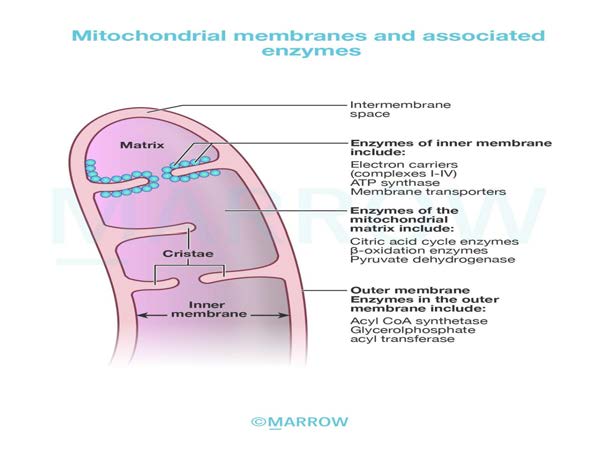 Mitochondrial membranes and associated
enzymes
Intermembrane
space
Matrix
Enzymes of inner membrane
include:
Electron carriers
(complexes I-IV)
ATP synthase
Membrane transporters
MARROW
Enzymes of the
mitochondrial
matrix include:
Citric acid cycle enzymes
β-oxidation enzymes
Pyruvate dehydrogenase
Cristae
Outer membrane
Enzymes in the outer
membrane include:
Acyl CoA synthetase
Glycerolphosphate
acyl transferase
Inner
membrane
©MARROW